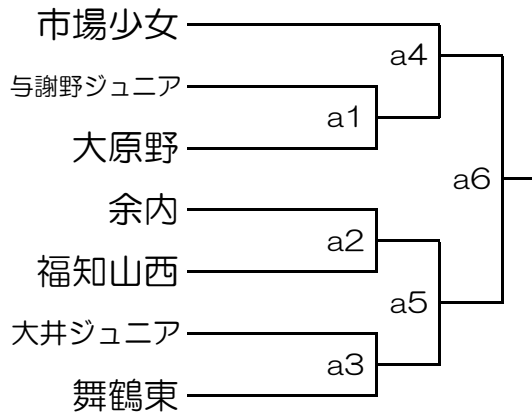 市場少女
a4
与謝野ジュニア
a1
大原野
a6
余内
a2
福知山西
a5
大井ジュニア
a3
舞鶴東